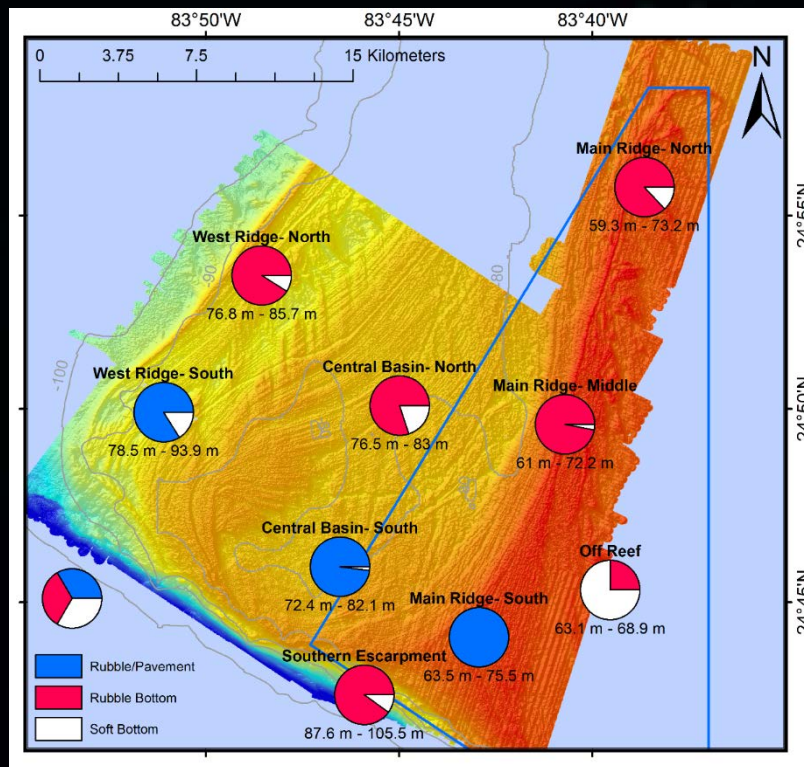 83°50'W
83°45'W
83°40'W
0
3.75
7.5
15 Kilometers
N
Main Ridge- North
59.3 m - 73.2 m
24°55'N
West Ridge- North
76.8 m - 85.7 m
-90
-80
-100
West Ridge- South
78.5 m - 93.9 m
Central Basin- North
76.5 m - 83 m
Main Ridge- Middle
61 m - 72.2 m
24°50'N
Central Basin- South
72.4 m - 82.1 m
Off Reef
63.1 m - 68.9 m
24°45'N
Main Ridge- South
63.5 m - 75.5 m
Southern Escarpment
87.6 m - 105.5 m
Rubble/Pavement
Rubble Bottom
Soft Bottom